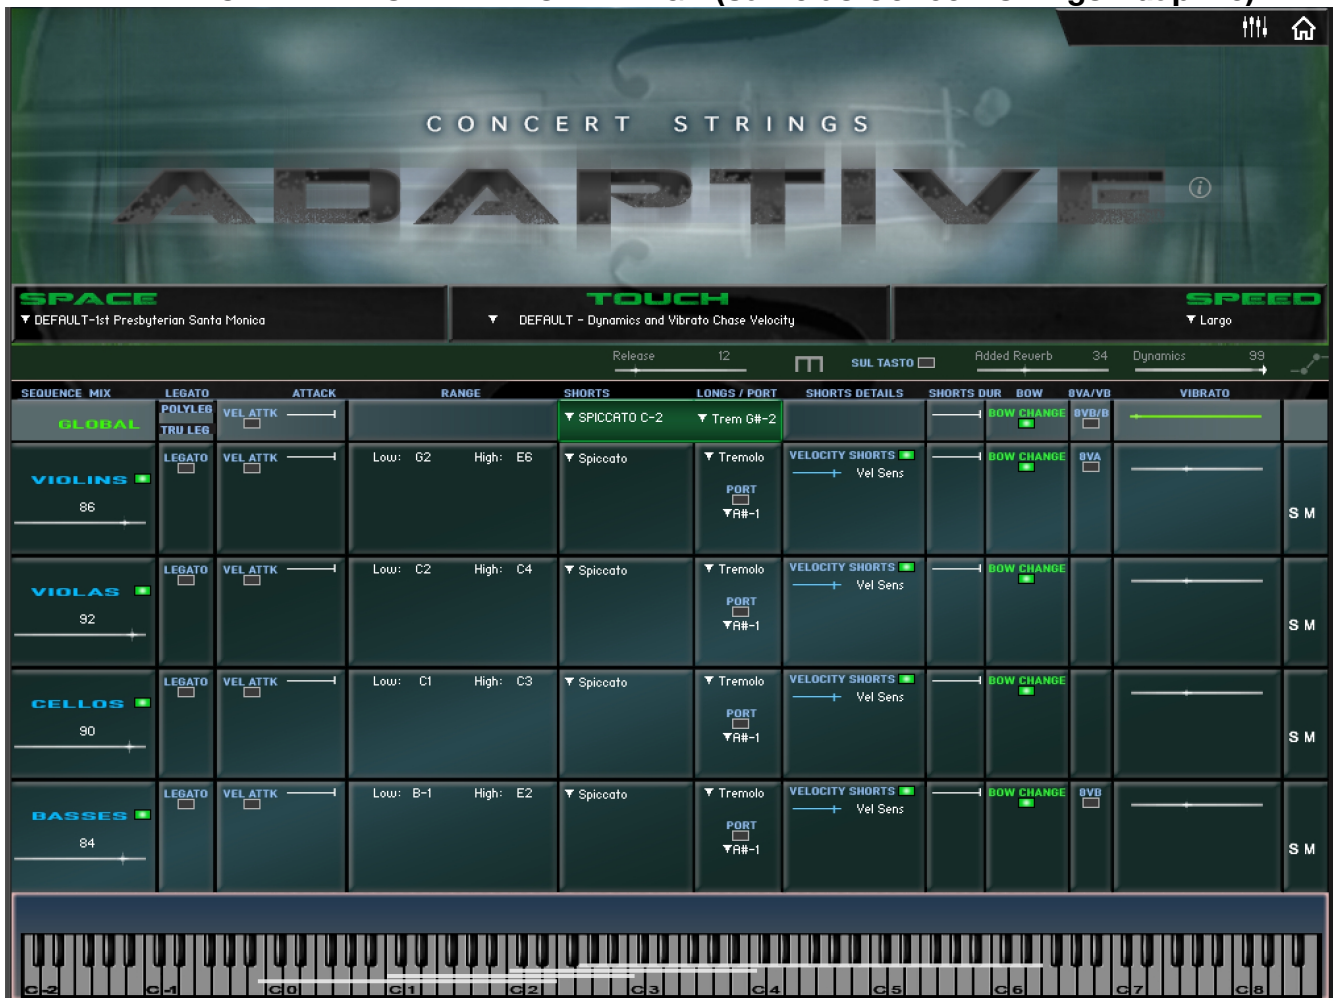 CONCERT STRINGS
ADAPTIVE
i
SPACE TOUCH SPEED
DEFAULT-1st Presbyterian Santa Monica DEFAULT - Dynamics and Vibrato Chase Velocity Largo
Release 12 SUL TASTO Added Reverb 34 Dynamics 99
SEQUENCE MIX LEGATO ATTACK RANGE SHORTS LONGS / PORT SHORTS DETAILS SHORTS DUR BOW 8VA/VB VIBRATO
GLOBAL POLYLEG VEL ATTK SPICCATO C-2 Trem G#-2 BOW CHANGE 8VB/B
TRU LEG
LEGATO VEL ATTK Low: G2 High: E6 Spiccato Tremolo VELOCITY SHORTS BOW CHANGE 8VA
VIOLINS Vel Sens
PORT
86 A#-1 S M
LEGATO VEL ATTK Low: C2 High: C4 Spiccato Tremolo VELOCITY SHORTS BOW CHANGE
VIOLAS Vel Sens
PORT
92 A#-1 S M
LEGATO VEL ATTK Low: C1 High: C3 Spiccato Tremolo VELOCITY SHORTS BOW CHANGE
CELLOS Vel Sens
PORT
90 A#-1 S M
LEGATO VEL ATTK Low: B-1 High: E2 Spiccato Tremolo VELOCITY SHORTS BOW CHANGE 8VB
BASSES Vel Sens
PORT
84 A#-1 S M
C-2 C-1 C0 C1 C2 C3 C4 C5 C6 C7 C8